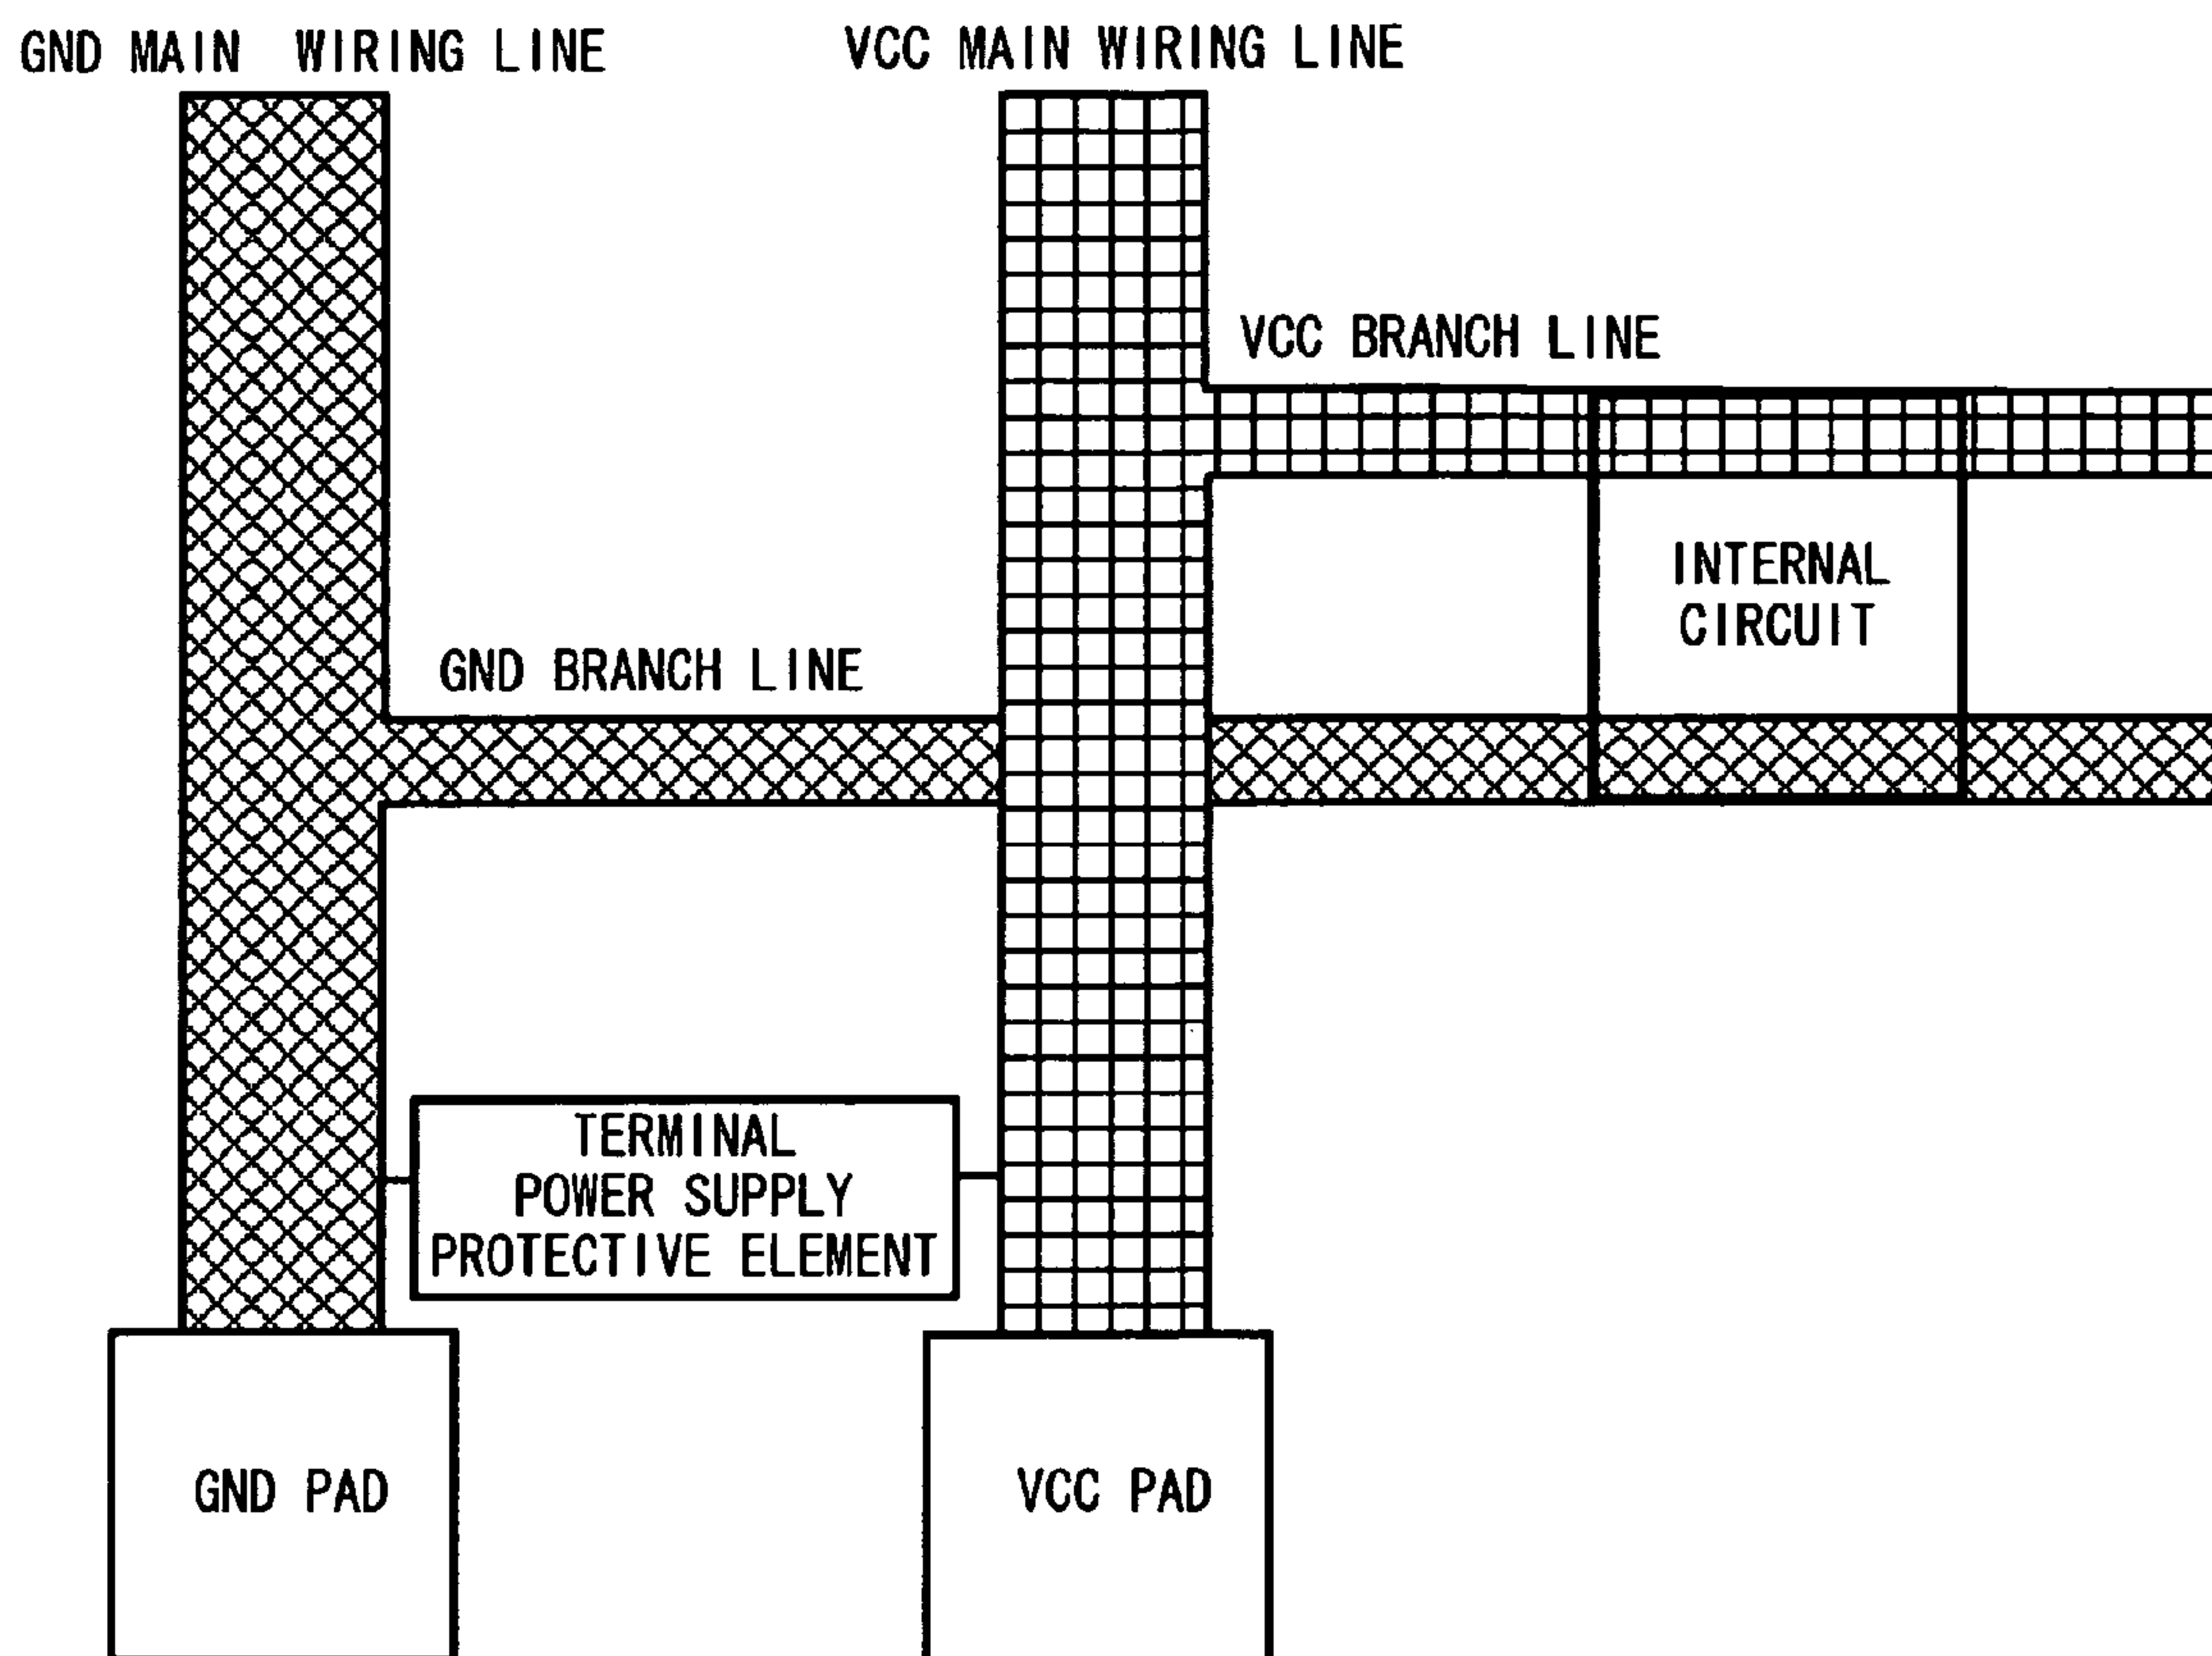 GND MAIN WIRING LINE
VCC MAIN WIRING LINE
VCC BRANCH LINE
INTERNAL
CIRCUIT
GND BRANCH LINE
TERMINAL
POWER SUPPLY
PROTECTIVE ELEMENT
GND PAD
VCC PAD